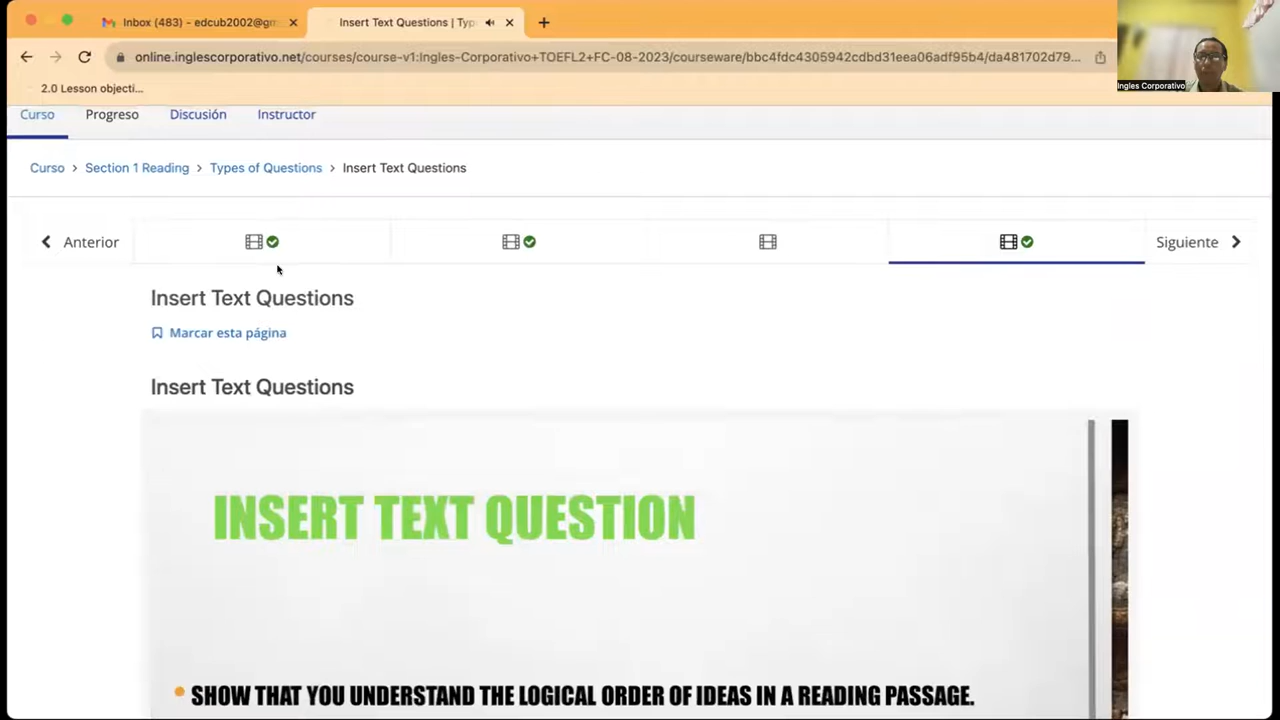 Inbox (483) - edcub2002@gm
Insert Text Questions | Typ
online.inglescorporativo.net/courses/course-v1:Ingles-Corporativo+TOEFL2+FC-08-2023/courseware/bbc4fdc4305942cdbd31eea06adf95b4/da481702d79...
2.0 Lesson objecti...
Ingles Corporativo
Curso Progreso Discusión Instructor
Curso > Section 1 Reading > Types of Questions > Insert Text Questions
Anterior Siguiente
Insert Text Questions
Marcar esta página
Insert Text Questions
INSERT TEXT QUESTION
• SHOW THAT YOU UNDERSTAND THE LOGICAL ORDER OF IDEAS IN A READING PASSAGE.